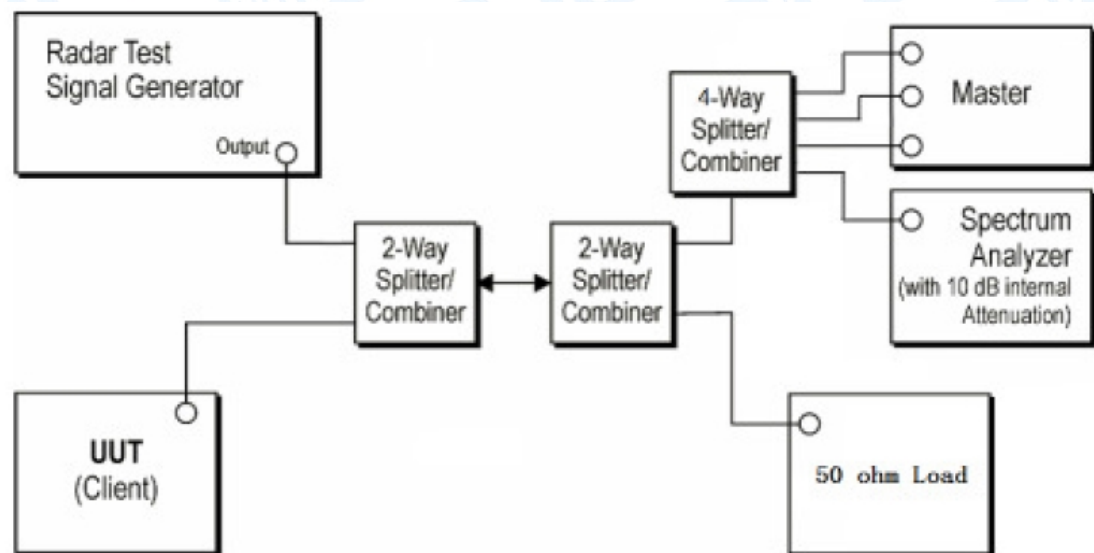 Radar Test
Signal Generator
Output
4-Way
Splitter/
Combiner
Master
2-Way
Splitter/
Combiner
2-Way
Splitter/
Combiner
Spectrum
Analyzer
(with 10 dB internal
Attenuation)
UUT
(Client)
50 ohm Load